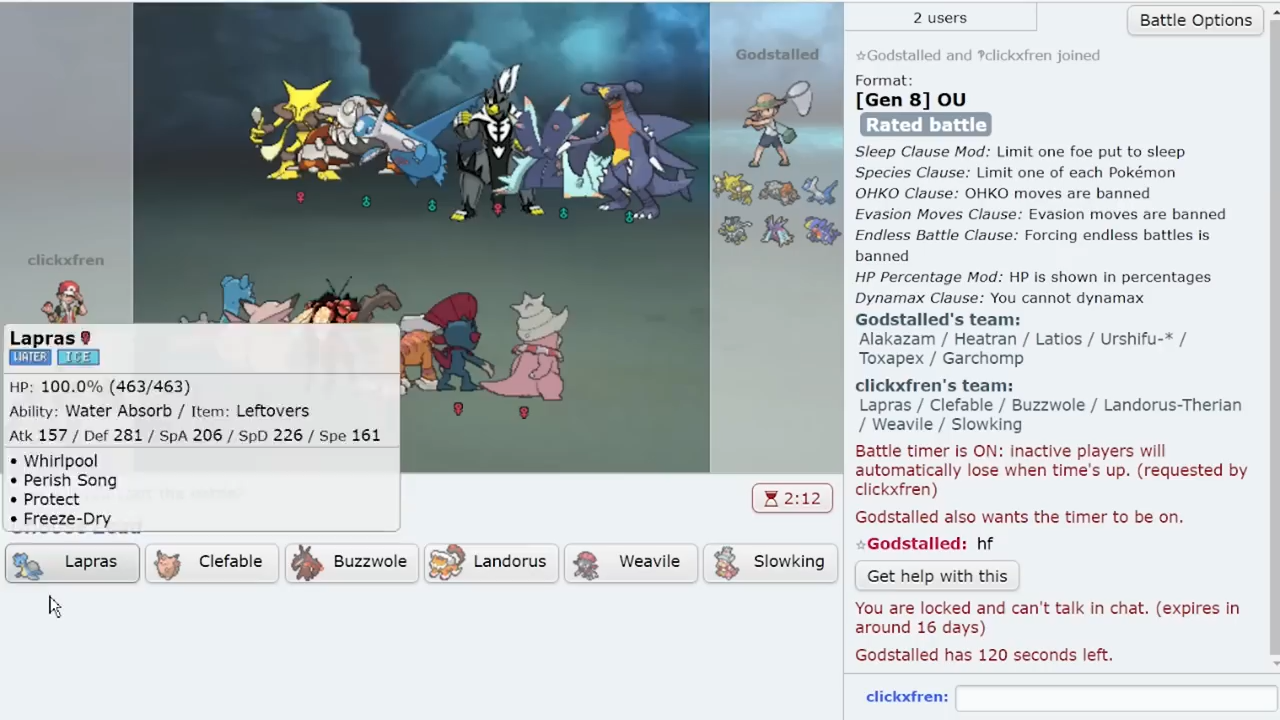 Godstalled
clickxfren
Lapras
WATER ICE
HP: 100.0% (463/463)
Ability: Water Absorb / Item: Leftovers
Atk 157 / Def 281 / SpA 206 / SpD 226 / Spe 161
• Whirlpool
• Perish Song
• Protect
• Freeze-Dry
2:12
Lapras
Clefable
Buzzwole
Landorus
Weavile
Slowking
2 users
Battle Options
☆Godstalled and ‽clickxfren joined
Format:
[Gen 8] OU
Rated battle
Sleep Clause Mod: Limit one foe put to sleep
Species Clause: Limit one of each Pokémon
OHKO Clause: OHKO moves are banned
Evasion Moves Clause: Evasion moves are banned
Endless Battle Clause: Forcing endless battles is
banned
HP Percentage Mod: HP is shown in percentages
Dynamax Clause: You cannot dynamax
Godstalled's team:
Alakazam / Heatran / Latios / Urshifu-* /
Toxapex / Garchomp
clickxfren's team:
Lapras / Clefable / Buzzwole / Landorus-Therian
/ Weavile / Slowking
Battle timer is ON: inactive players will
automatically lose when time's up. (requested by
clickxfren)
Godstalled also wants the timer to be on.
☆Godstalled: hf
Get help with this
You are locked and can't talk in chat. (expires in
around 16 days)
Godstalled has 120 seconds left.
clickxfren: